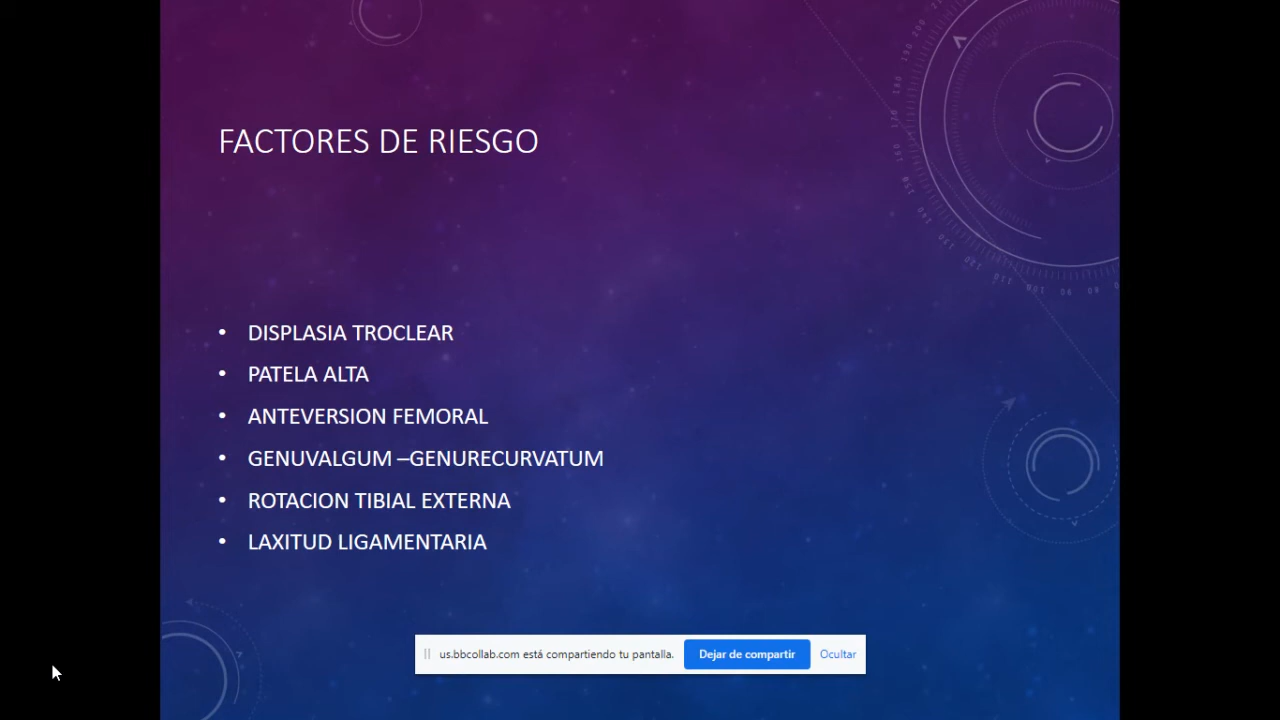 FACTORES DE RIESGO
• DISPLASIA TROCLEAR
• PATELA ALTA
• ANTEVERSION FEMORAL
• GENUVALGUM –GENURECURVATUM
• ROTACION TIBIAL EXTERNA
• LAXITUD LIGAMENTARIA
us.bbcollab.com está compartiendo tu pantalla. Dejar de compartir Ocultar